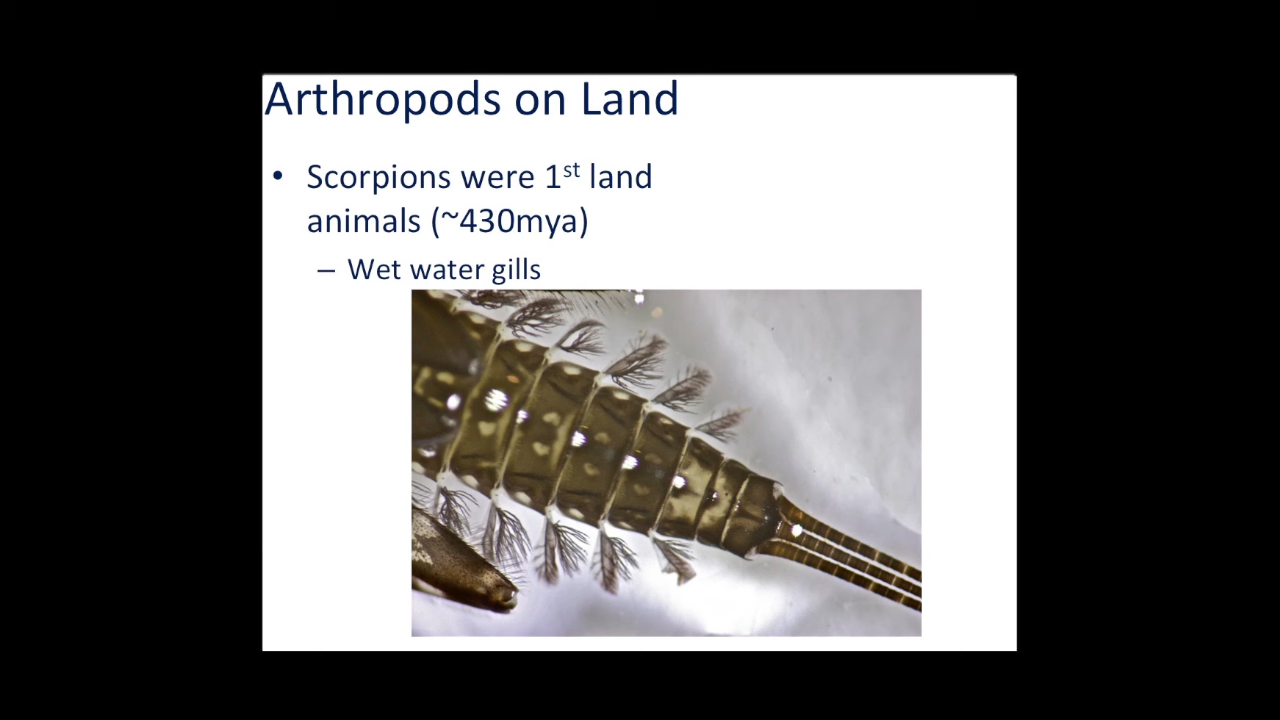 Arthropods on Land
• Scorpions were 1st land
animals (~430mya)
– Wet water gills